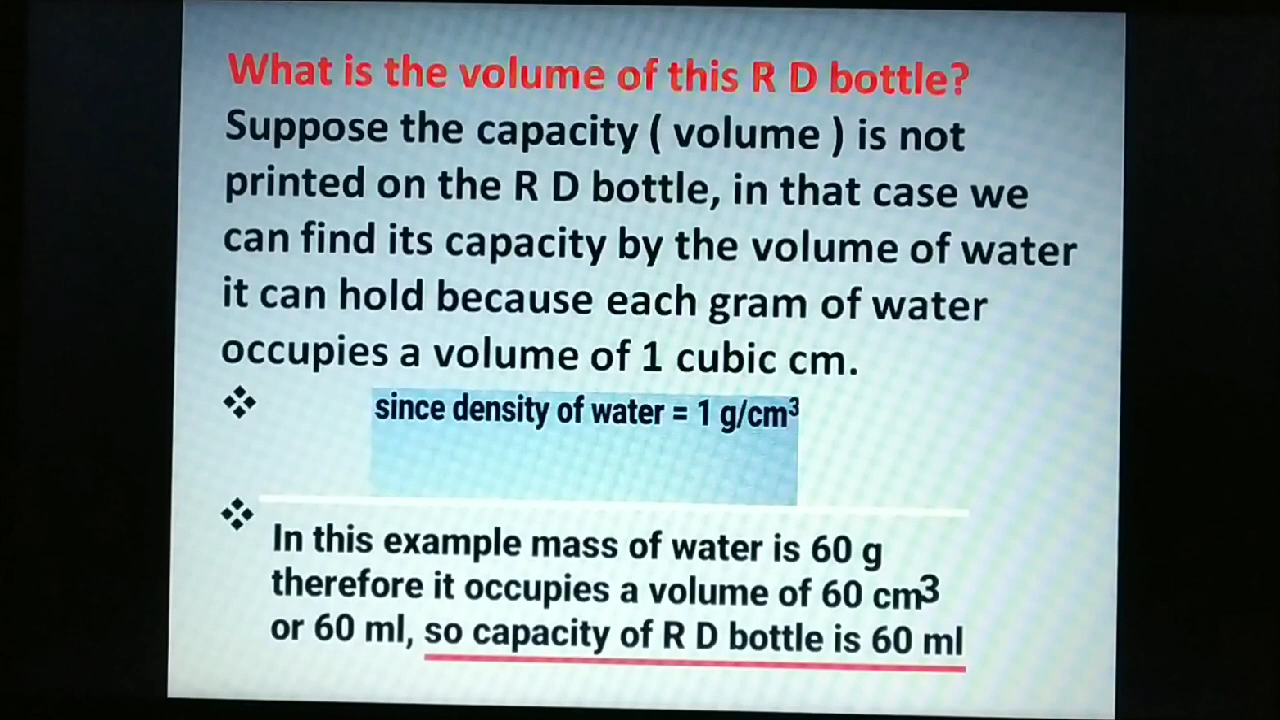 What is the volume of this R D bottle?
Suppose the capacity ( volume ) is not
printed on the R D bottle, in that case we
can find its capacity by the volume of water
it can hold because each gram of water
occupies a volume of 1 cubic cm.
since density of water = 1 g/cm³
In this example mass of water is 60 g
therefore it occupies a volume of 60 cm3
or 60 ml, so capacity of R D bottle is 60 ml